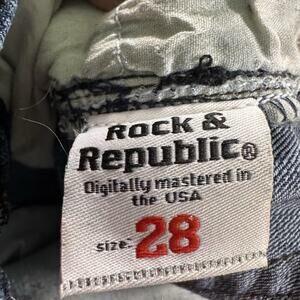 Rock &
Republic®
Digitally mastered in
the USA
size: 28